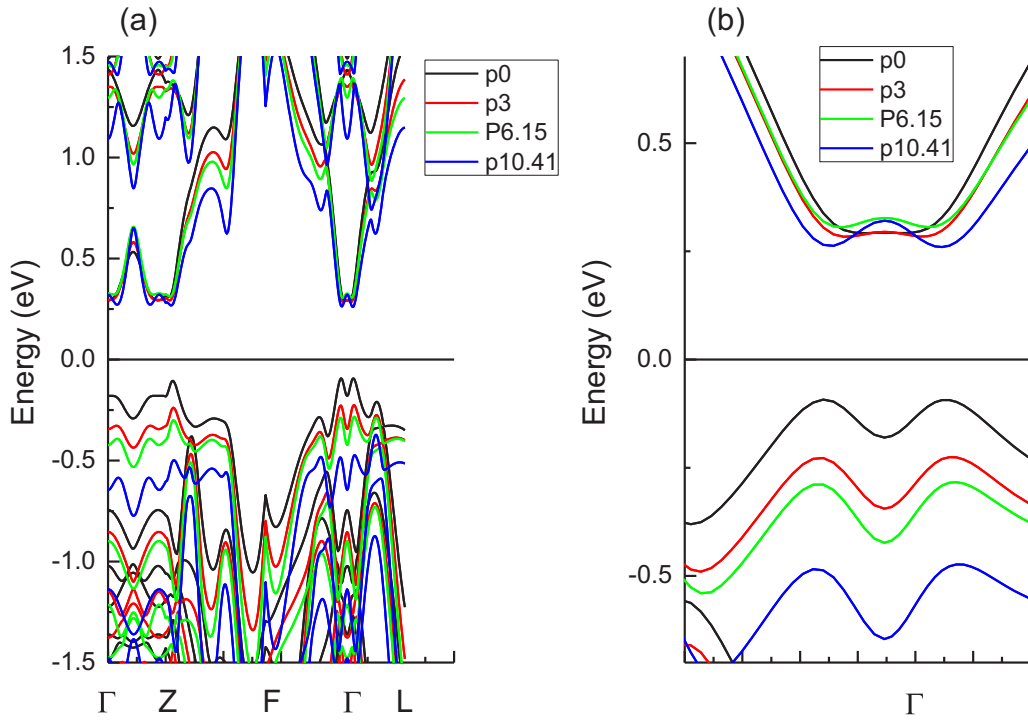 (a)
(b)
1.5
1.0
0.5
0.0
-0.5
-1.0
-1.5
Energy (eV)
p0
p3
P6.15
p10.41
Γ Z F Γ L
0.5
0.0
-0.5
Energy (eV)
p0
p3
P6.15
p10.41
Γ